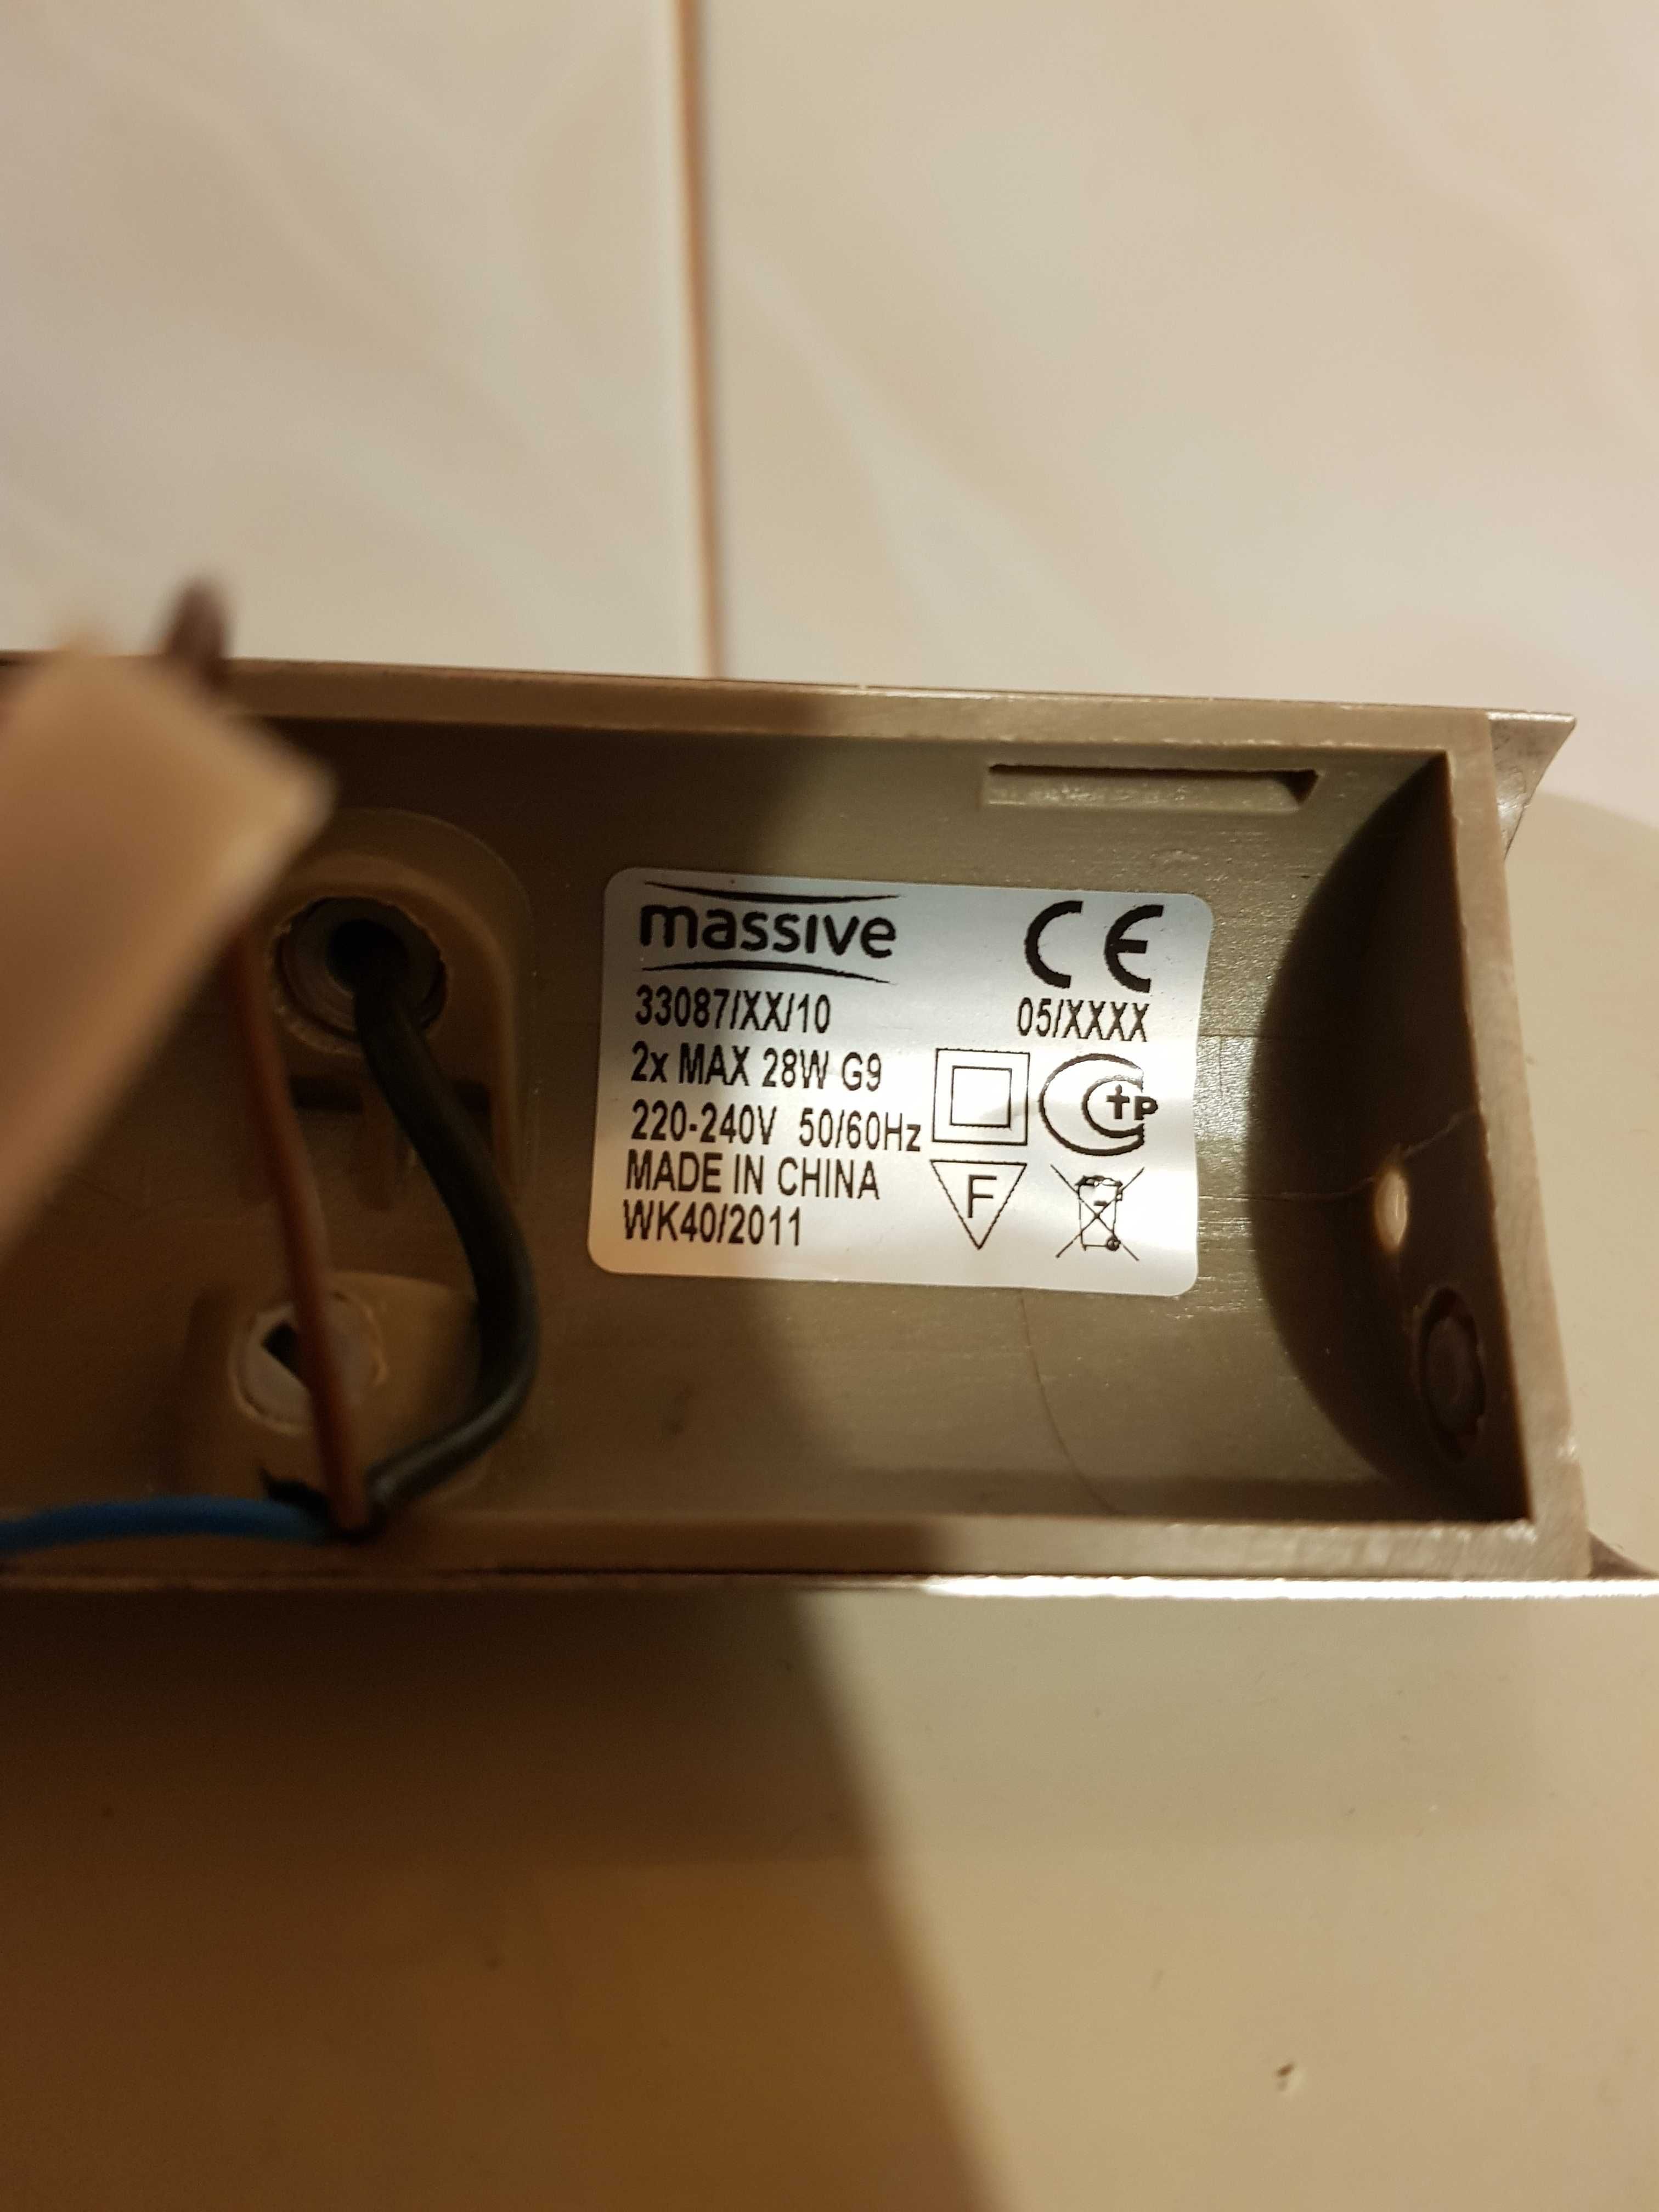 massive
CE
33087/XX/10
05/XXXX
2x MAX 28W G9
220-240V 50/60Hz
MADE IN CHINA
WK40/2011
F